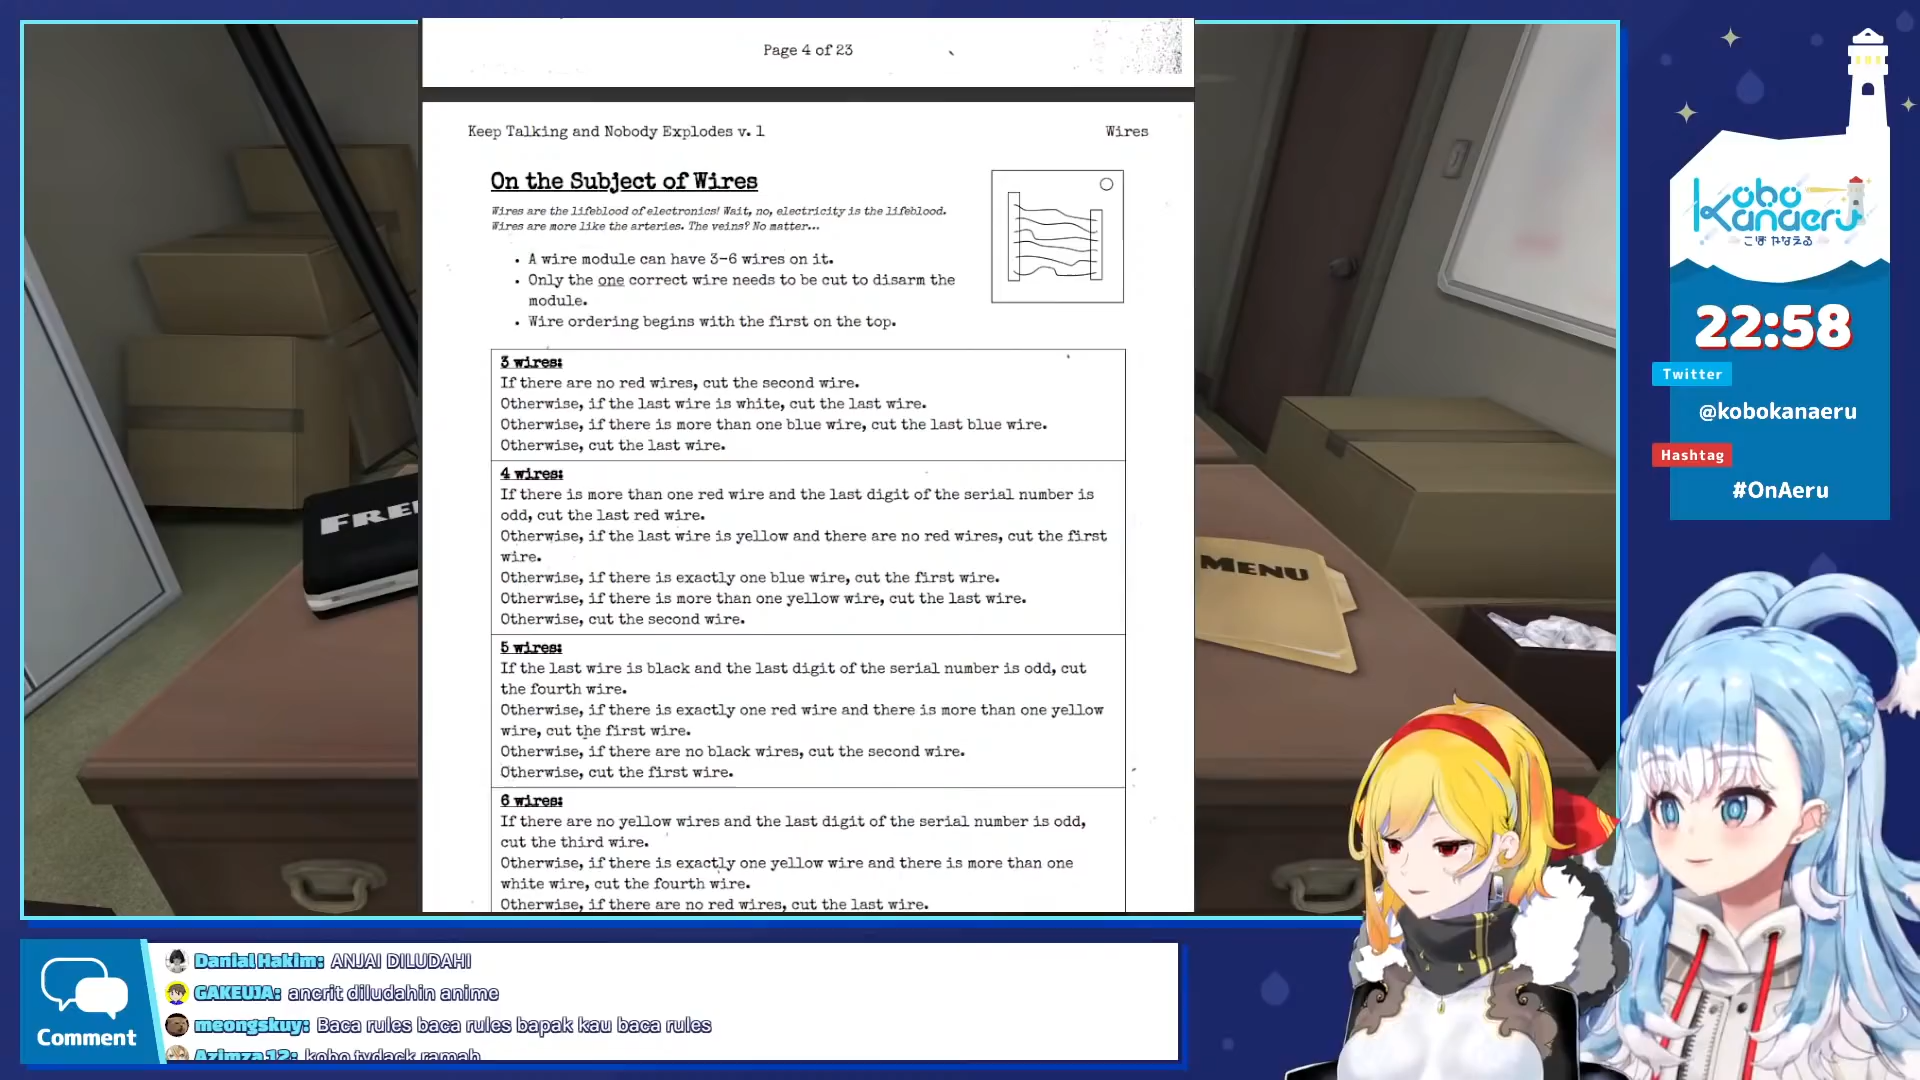 Page 4 of 23
Keep Talking and Nobody Explodes v. 1
Wires
On the Subject of Wires
Wires are the lifeblood of electronics! Wait, no, electricity is the lifeblood.
Wires are more like the arteries. The veins? No matter...
• A wire module can have 3-6 wires on it.
• Only the one correct wire needs to be cut to disarm the
module.
• Wire ordering begins with the first on the top.
3 wires:
If there are no red wires, cut the second wire.
Otherwise, if the last wire is white, cut the last wire.
Otherwise, if there is more than one blue wire, cut the last blue wire.
Otherwise, cut the last wire.
4 wires:
If there is more than one red wire and the last digit of the serial number is
odd, cut the last red wire.
Otherwise, if the last wire is yellow and there are no red wires, cut the first
wire.
Otherwise, if there is exactly one blue wire, cut the first wire.
Otherwise, if there is more than one yellow wire, cut the last wire.
Otherwise, cut the second wire.
5 wires:
If the last wire is black and the last digit of the serial number is odd, cut
the fourth wire.
Otherwise, if there is exactly one red wire and there is more than one yellow
wire, cut the first wire.
Otherwise, if there are no black wires, cut the second wire.
Otherwise, cut the first wire.
6 wires:
If there are no yellow wires and the last digit of the serial number is odd,
cut the third wire.
Otherwise, if there is exactly one yellow wire and there is more than one
white wire, cut the fourth wire.
Otherwise, if there are no red wires, cut the last wire.
FREE
MENU
Kobo
Kanaeru
こぼ かなえる
22:58
Twitter
@kobokanaeru
Hashtag
#OnAeru
Comment
Danial Hakim: ANJAI DILUDAHI
GAKEUJA: ancrit diludahin anime
meongskuy: Baca rules baca rules bapak kau baca rules
Azimza 12: kobo tydack ramah